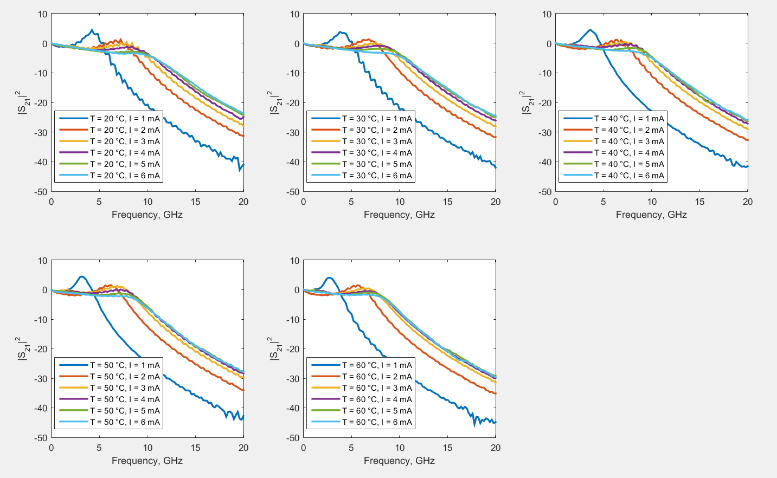 10
0
-10
-20
-30
-40
-50
|S21|2
T = 20 °C, I = 1 mA
T = 20 °C, I = 2 mA
T = 20 °C, I = 3 mA
T = 20 °C, I = 4 mA
T = 20 °C, I = 5 mA
T = 20 °C, I = 6 mA
0 5 10 15 20
Frequency, GHz
10
0
-10
-20
-30
-40
-50
|S21|2
T = 30 °C, I = 1 mA
T = 30 °C, I = 2 mA
T = 30 °C, I = 3 mA
T = 30 °C, I = 4 mA
T = 30 °C, I = 5 mA
T = 30 °C, I = 6 mA
0 5 10 15 20
Frequency, GHz
10
0
-10
-20
-30
-40
-50
|S21|2
T = 40 °C, I = 1 mA
T = 40 °C, I = 2 mA
T = 40 °C, I = 3 mA
T = 40 °C, I = 4 mA
T = 40 °C, I = 5 mA
T = 40 °C, I = 6 mA
0 5 10 15 20
Frequency, GHz
10
0
-10
-20
-30
-40
-50
|S21|2
T = 50 °C, I = 1 mA
T = 50 °C, I = 2 mA
T = 50 °C, I = 3 mA
T = 50 °C, I = 4 mA
T = 50 °C, I = 5 mA
T = 50 °C, I = 6 mA
0 5 10 15 20
Frequency, GHz
10
0
-10
-20
-30
-40
-50
|S21|2
T = 60 °C, I = 1 mA
T = 60 °C, I = 2 mA
T = 60 °C, I = 3 mA
T = 60 °C, I = 4 mA
T = 60 °C, I = 5 mA
T = 60 °C, I = 6 mA
0 5 10 15 20
Frequency, GHz